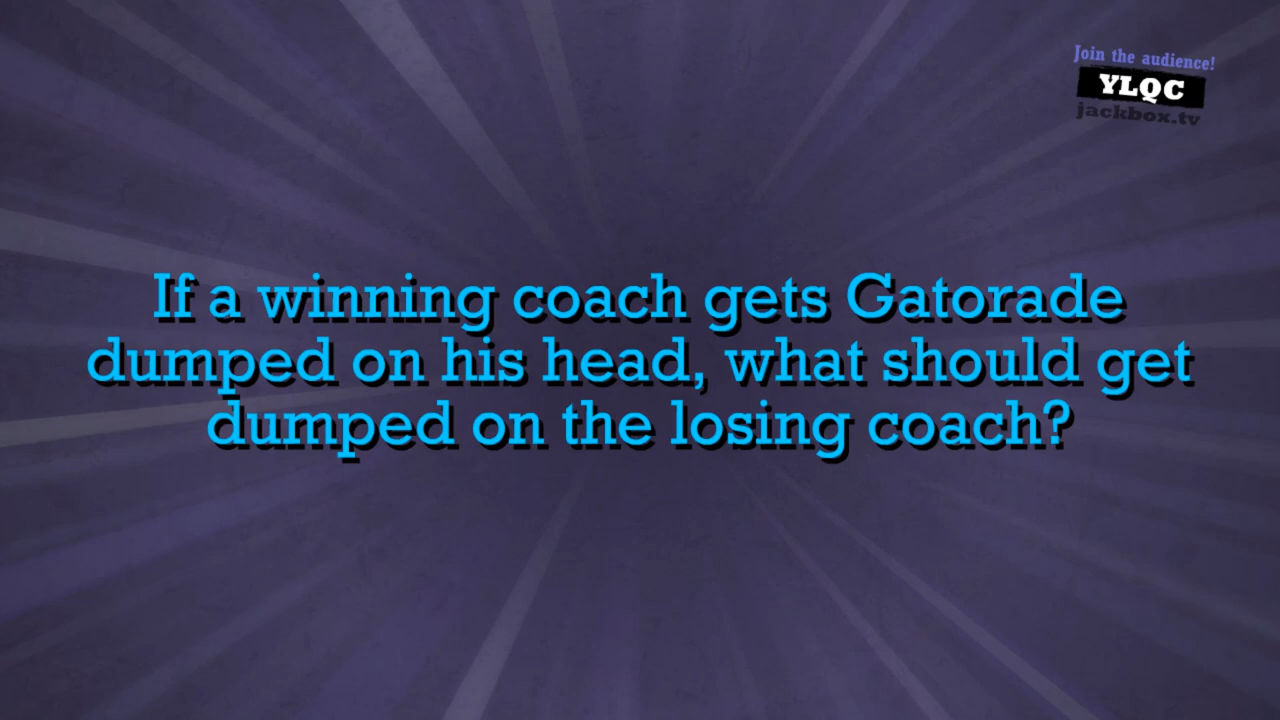 Join the audience!
YLQC
jackbox.tv
If a winning coach gets Gatorade
dumped on his head, what should get
dumped on the losing coach?